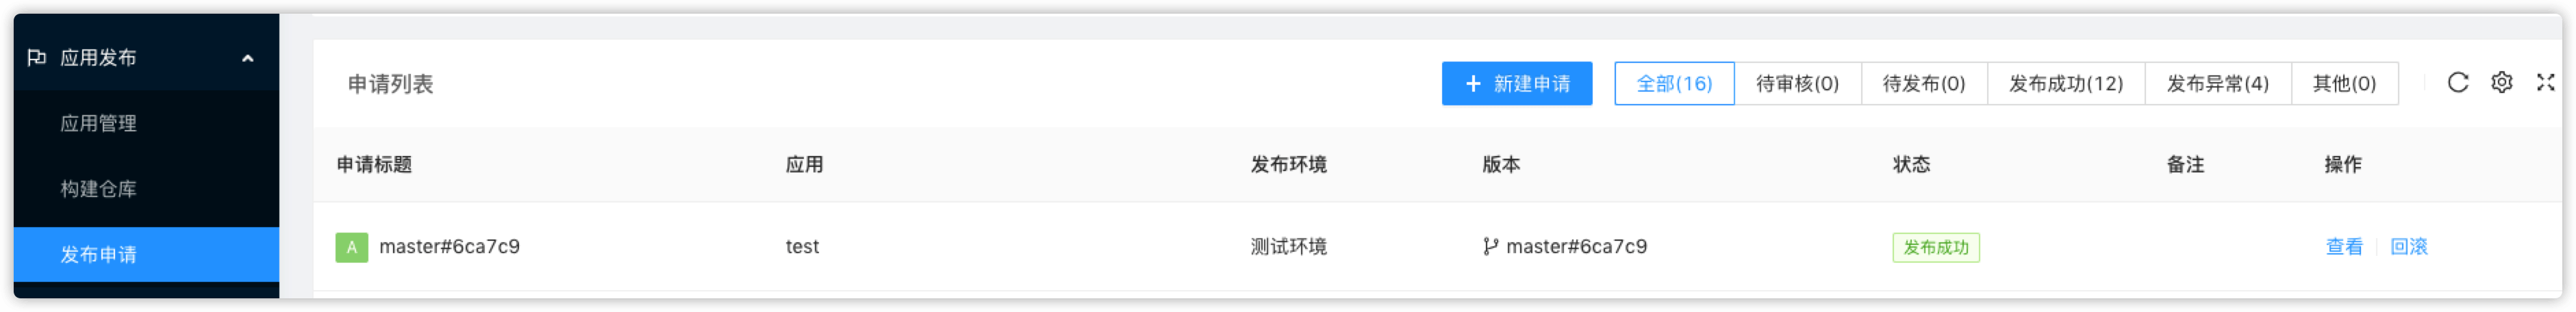 应用发布
应用管理
构建仓库
发布申请
申请列表
新建申请 全部(16) 待审核(0) 待发布(0) 发布成功(12) 发布异常(4) 其他(0)
申请标题 应用 发布环境 版本 状态 备注 操作
A master#6ca7c9 test 测试环境 master#6ca7c9 发布成功 查看 回滚